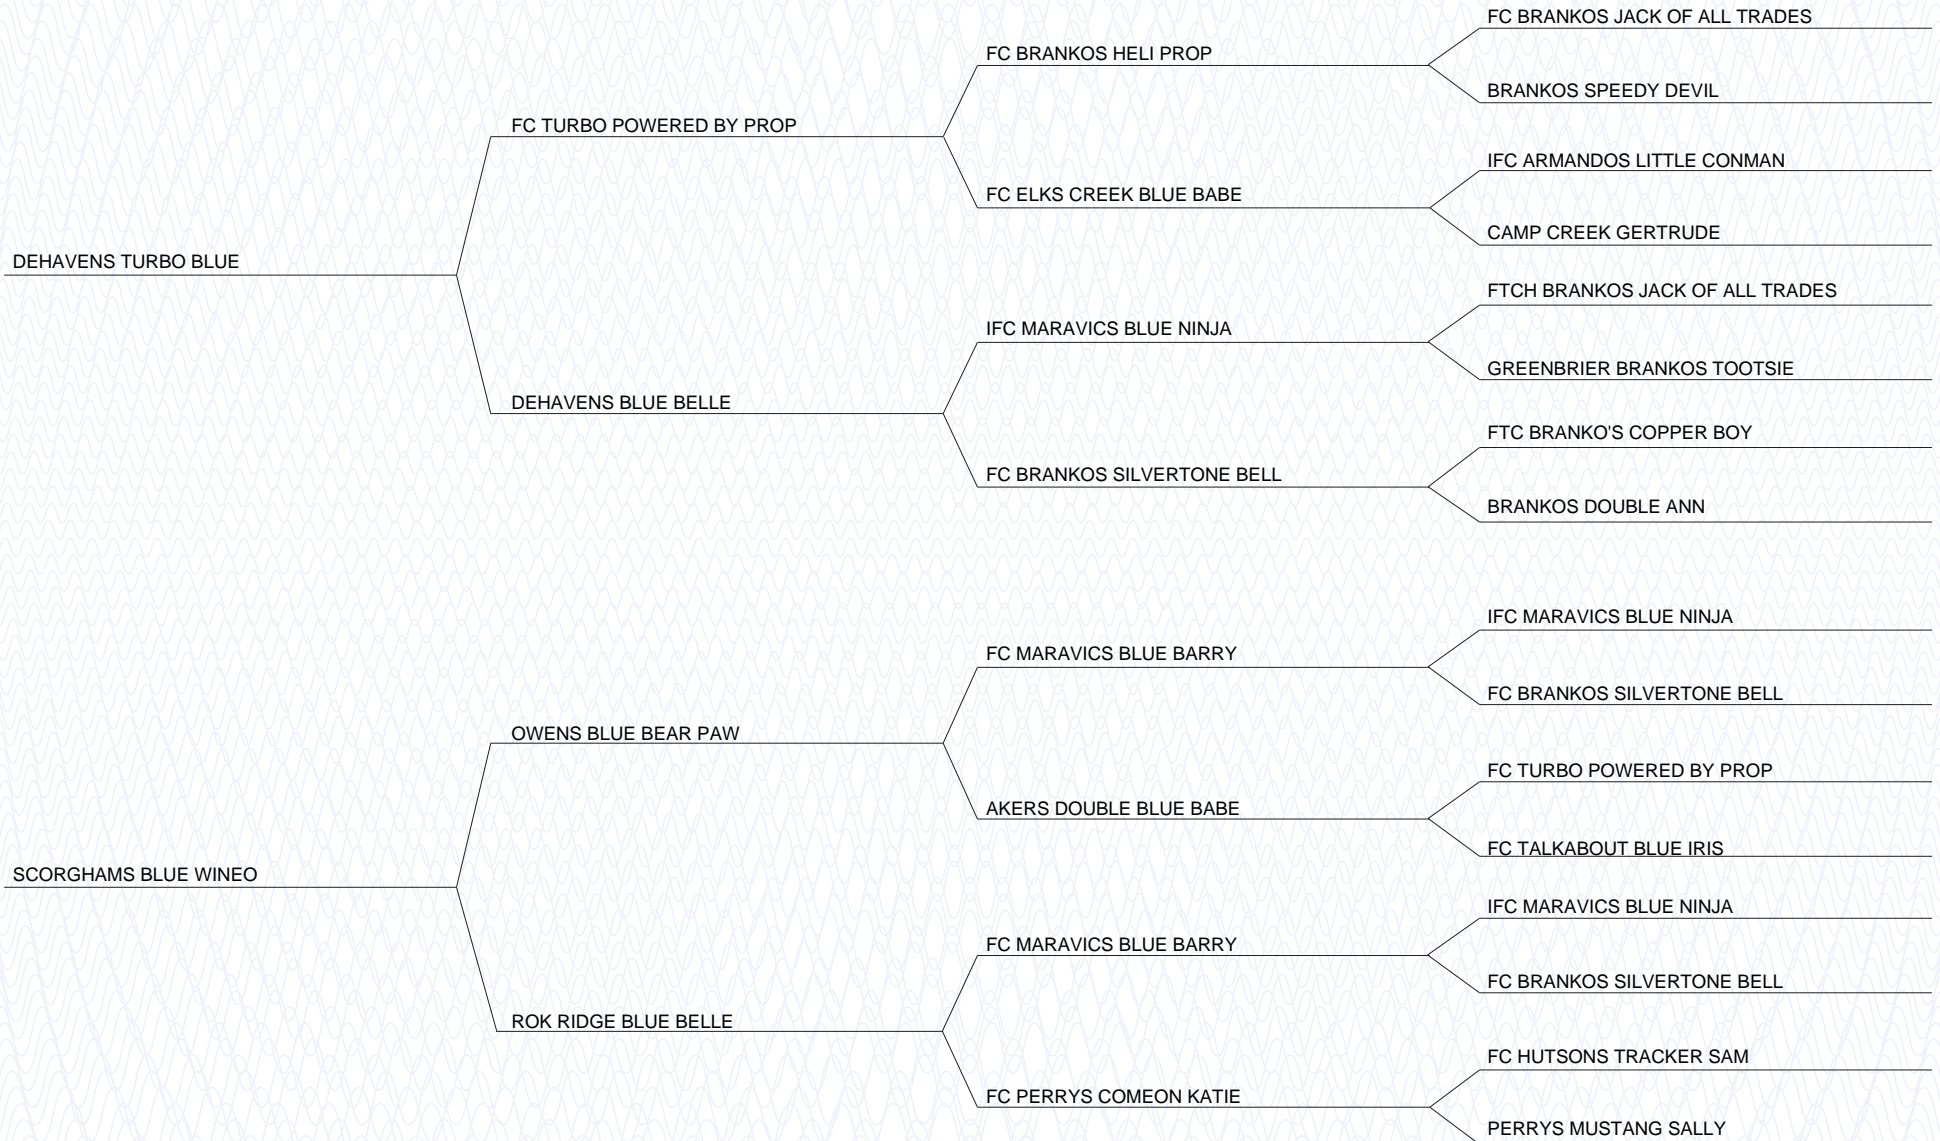 FC BRANKOS JACK OF ALL TRADES
FC BRANKOS HELI PROP
BRANKOS SPEEDY DEVIL
FC TURBO POWERED BY PROP
IFC ARMANDOS LITTLE CONMAN
FC ELKS CREEK BLUE BABE
CAMP CREEK GERTRUDE
DEHAVENS TURBO BLUE
FTCH BRANKOS JACK OF ALL TRADES
IFC MARAVICS BLUE NINJA
GREENBRIER BRANKOS TOOTSIE
DEHAVENS BLUE BELLE
FTC BRANKO'S COPPER BOY
FC BRANKOS SILVERTONE BELL
BRANKOS DOUBLE ANN
IFC MARAVICS BLUE NINJA
FC MARAVICS BLUE BARRY
FC BRANKOS SILVERTONE BELL
OWENS BLUE BEAR PAW
FC TURBO POWERED BY PROP
AKERS DOUBLE BLUE BABE
FC TALKABOUT BLUE IRIS
SCORGHAMS BLUE WINEO
IFC MARAVICS BLUE NINJA
FC MARAVICS BLUE BARRY
FC BRANKOS SILVERTONE BELL
ROK RIDGE BLUE BELLE
FC HUTSONS TRACKER SAM
FC PERRYS COMEON KATIE
PERRYS MUSTANG SALLY